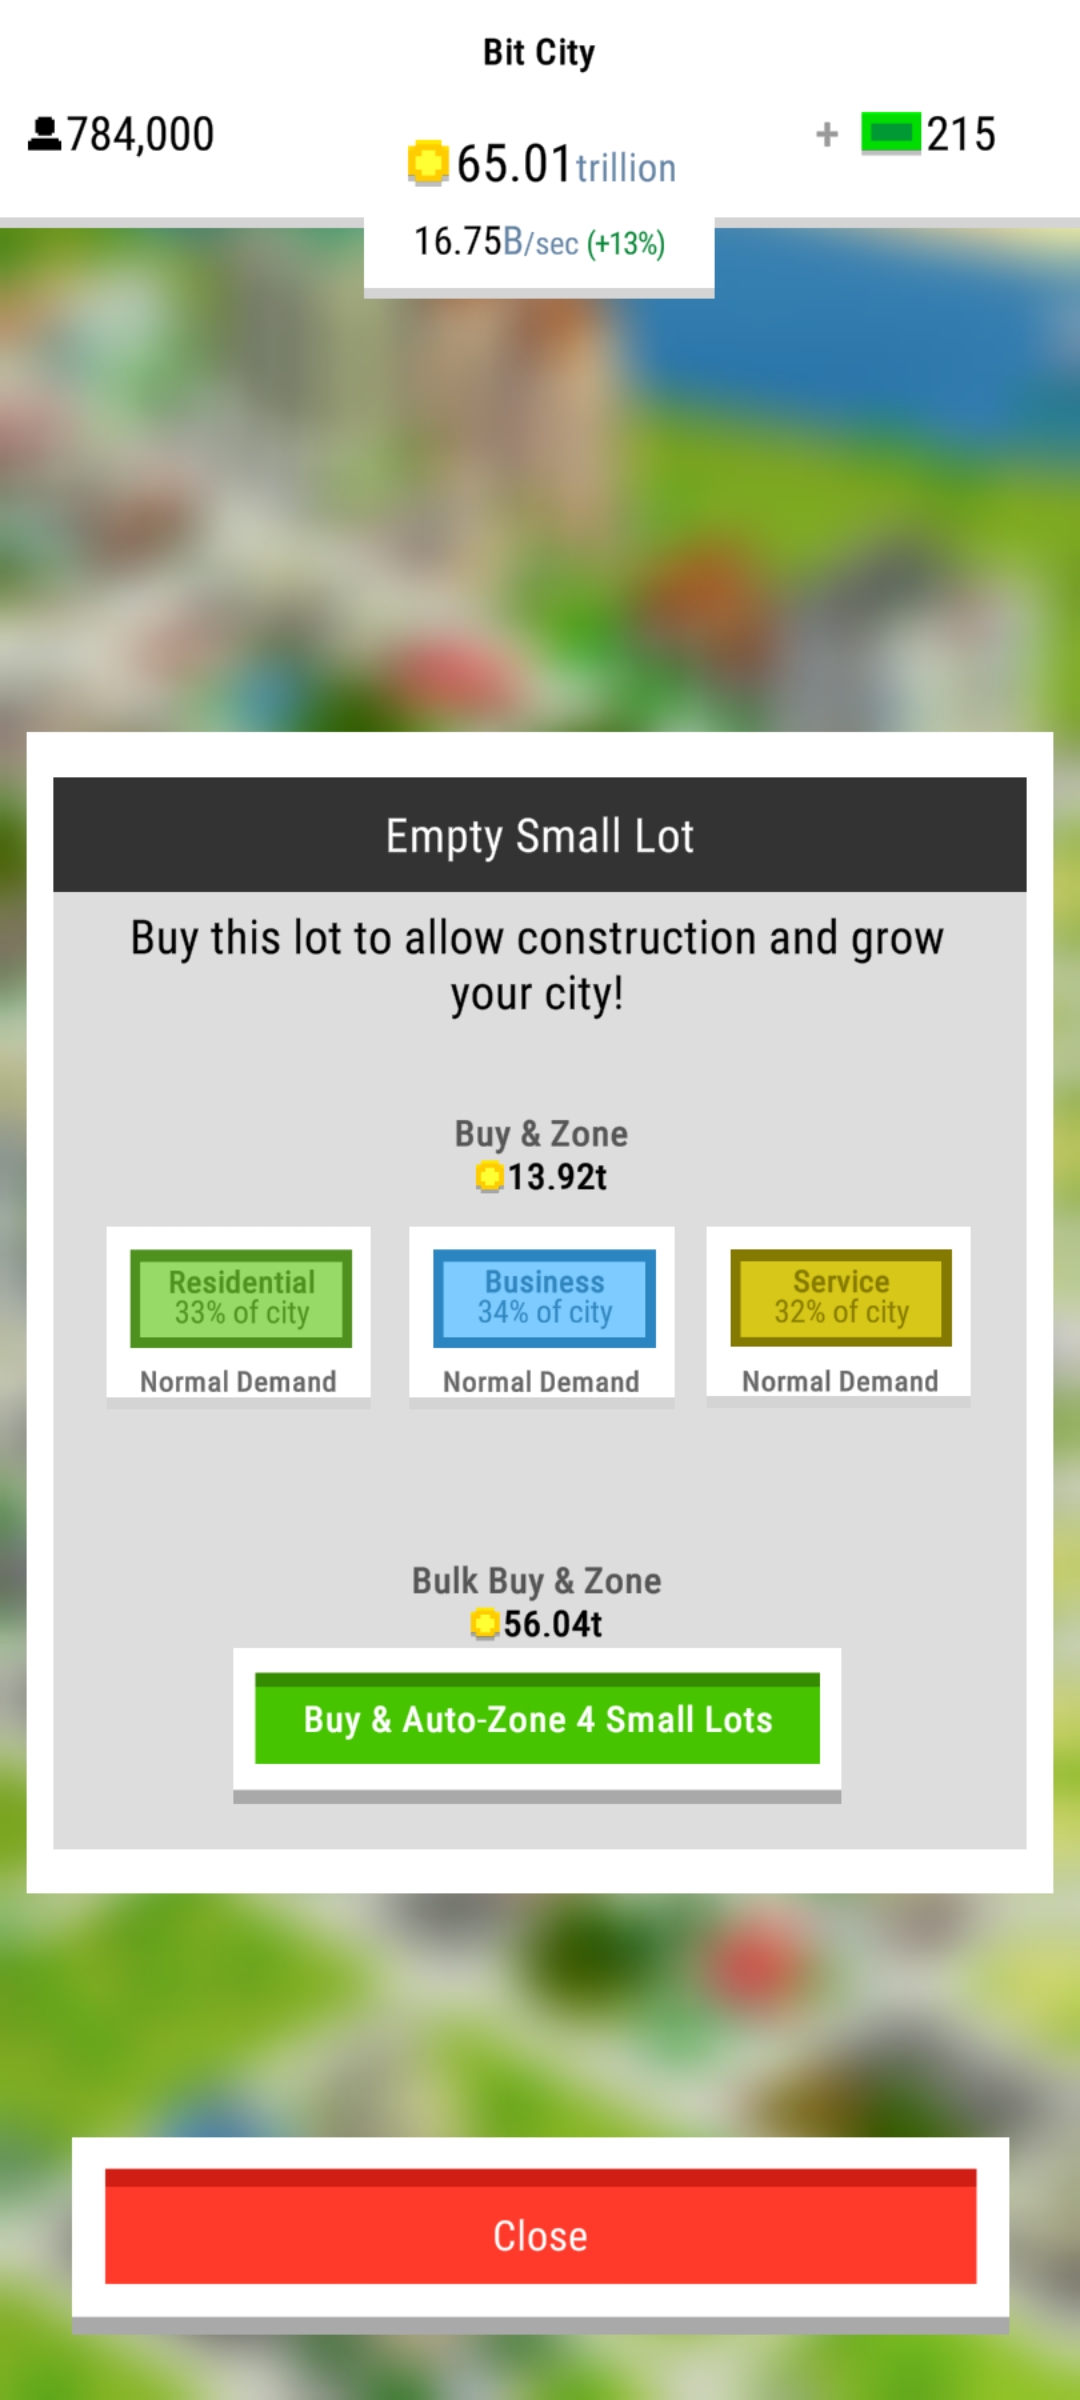 Bit City
784,000
65.01trillion
+ 215
16.75B/sec (+13%)
Empty Small Lot
Buy this lot to allow construction and grow
your city!
Buy & Zone
13.92t
Residential
33% of city
Normal Demand
Business
34% of city
Normal Demand
Service
32% of city
Normal Demand
Bulk Buy & Zone
56.04t
Buy & Auto-Zone 4 Small Lots
Close